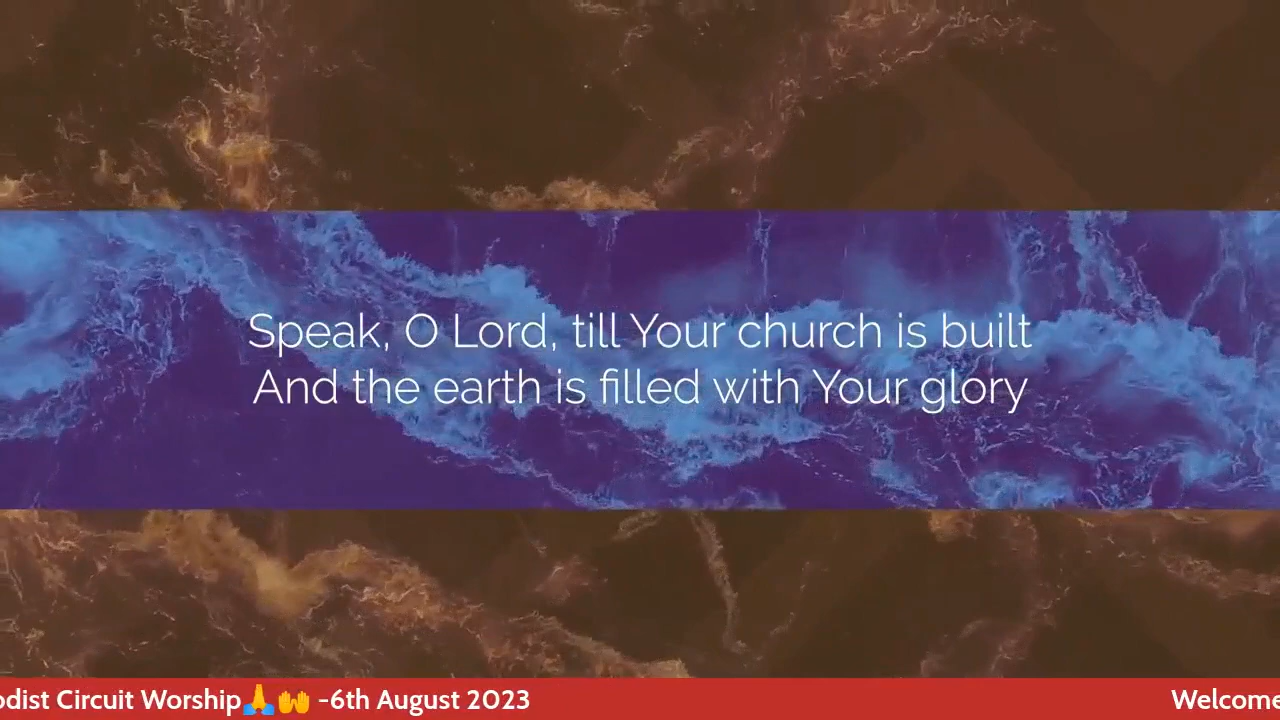 Speak, O Lord, till Your church is built
And the earth is filled with Your glory
odist Circuit Worship🙏🙌 -6th August 2023 Welcome